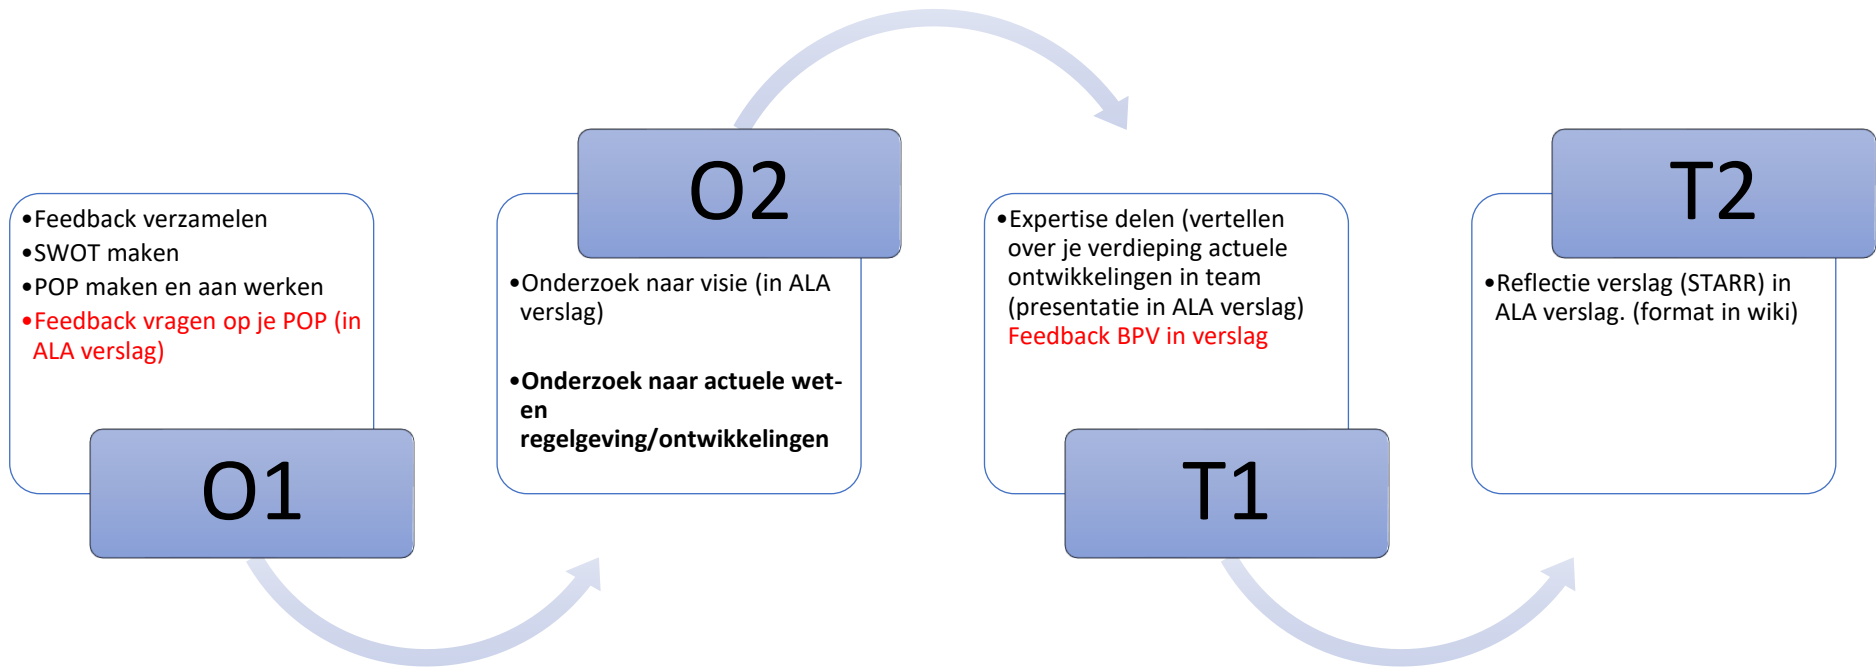 •Feedback verzamelen
•SWOT maken
•POP maken en aan werken
•Feedback vragen op je POP (in
ALA verslag)
O1
O2
•Onderzoek naar visie (in ALA
verslag)
•Onderzoek naar actuele wet-
en
regelgeving/ontwikkelingen
•Expertise delen (vertellen
over je verdieping actuele
ontwikkelingen in team
(presentatie in ALA verslag)
Feedback BPV in verslag
T1
T2
•Reflectie verslag (STARR) in
ALA verslag. (format in wiki)